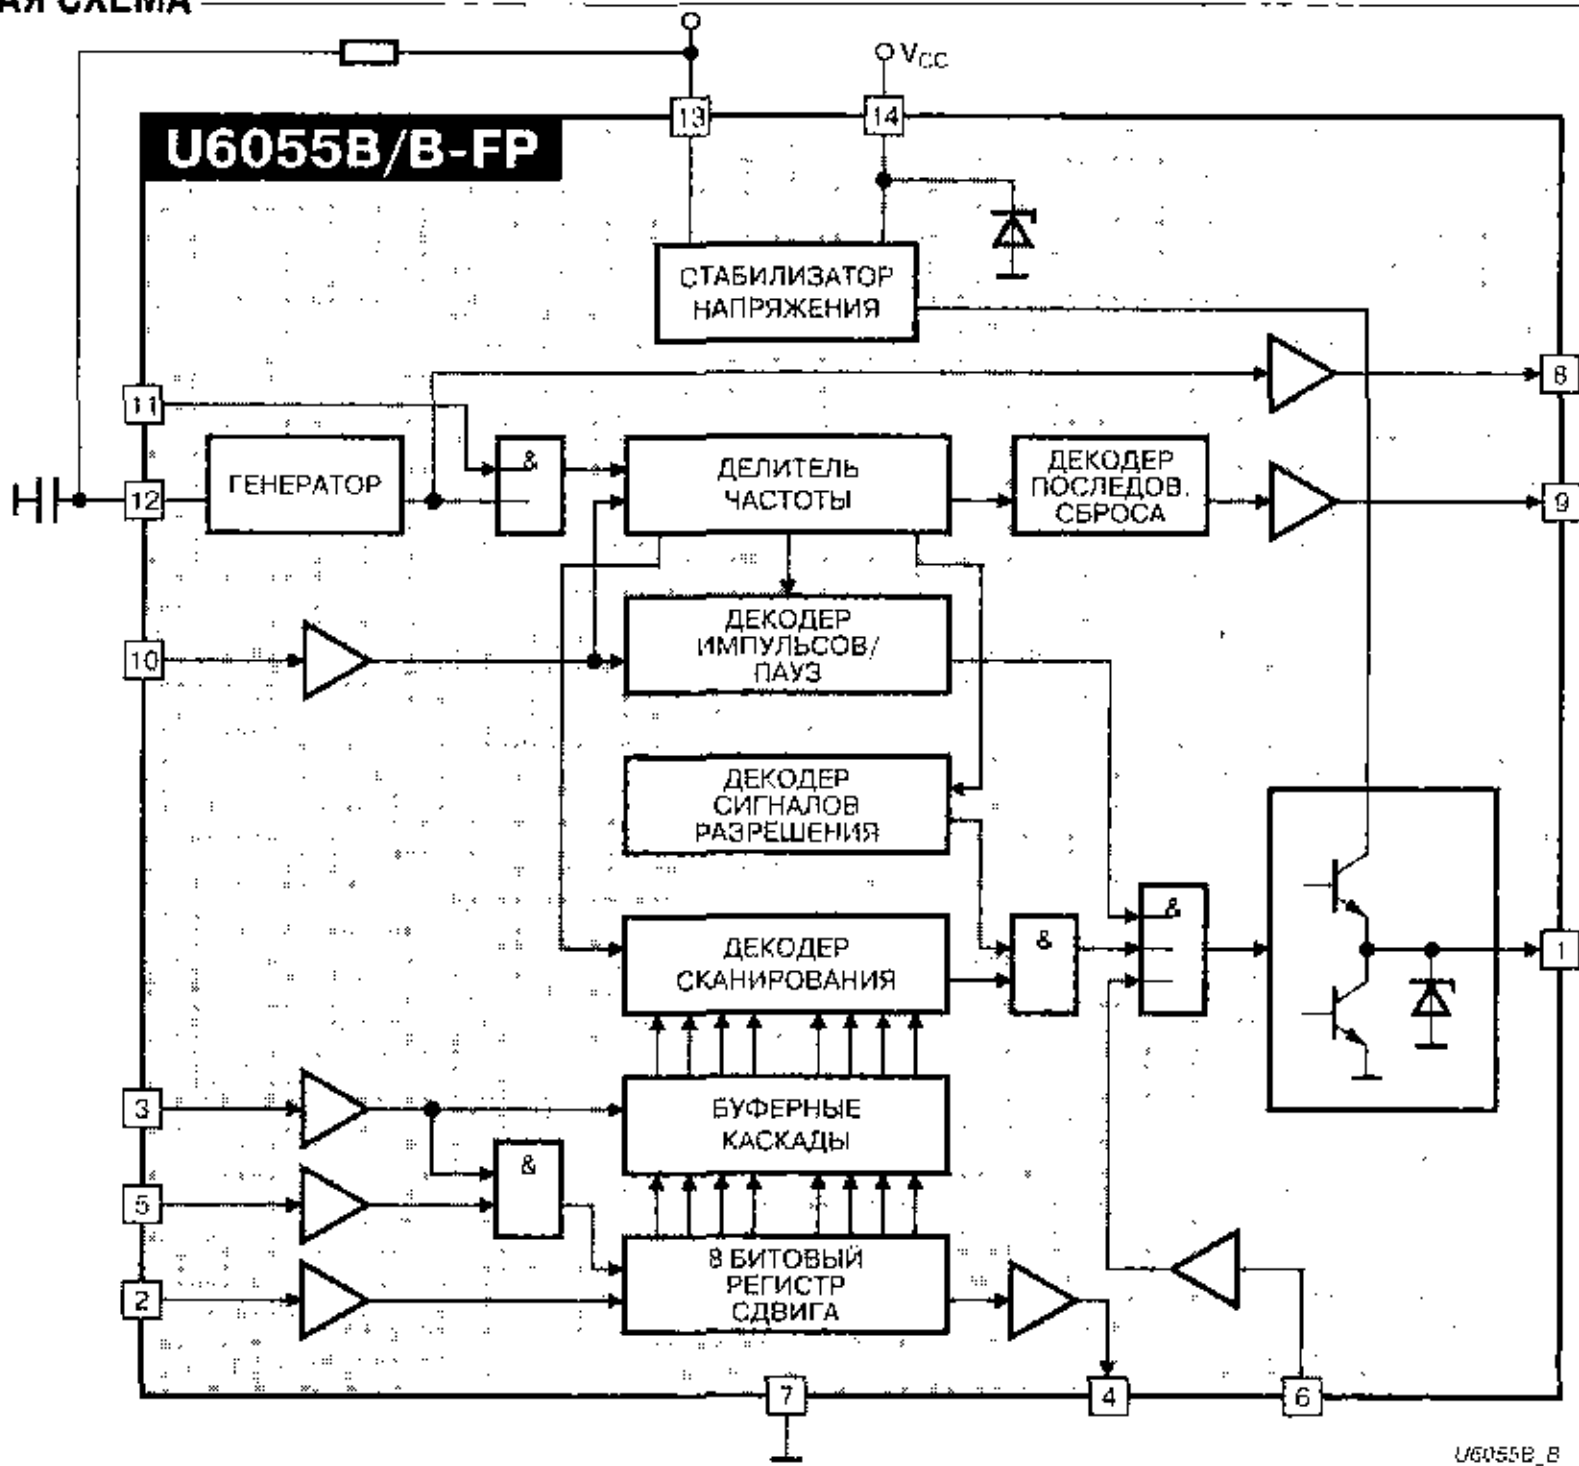 АЯ СХЕМА
VCC
13
14
U6055B/B-FP
СТАБИЛИЗАТОР
НАПРЯЖЕНИЯ
8
11
&
ДЕЛИТЕЛЬ
ЧАСТОТЫ
ДЕКОДЕР
ПОСЛЕДОВ.
СБРОСА
ГЕНЕРАТОР
12
9
ДЕКОДЕР
ИМПУЛЬСОВ/
ПАУЗ
10
ДЕКОДЕР
СИГНАЛОВ
РАЗРЕШЕНИЯ
&
&
ДЕКОДЕР
СКАНИРОВАНИЯ
1
3
БУФЕРНЫЕ
КАСКАДЫ
&
5
8 БИТОВЫЙ
РЕГИСТР
СДВИГА
2
7
4
6
U6055B_B